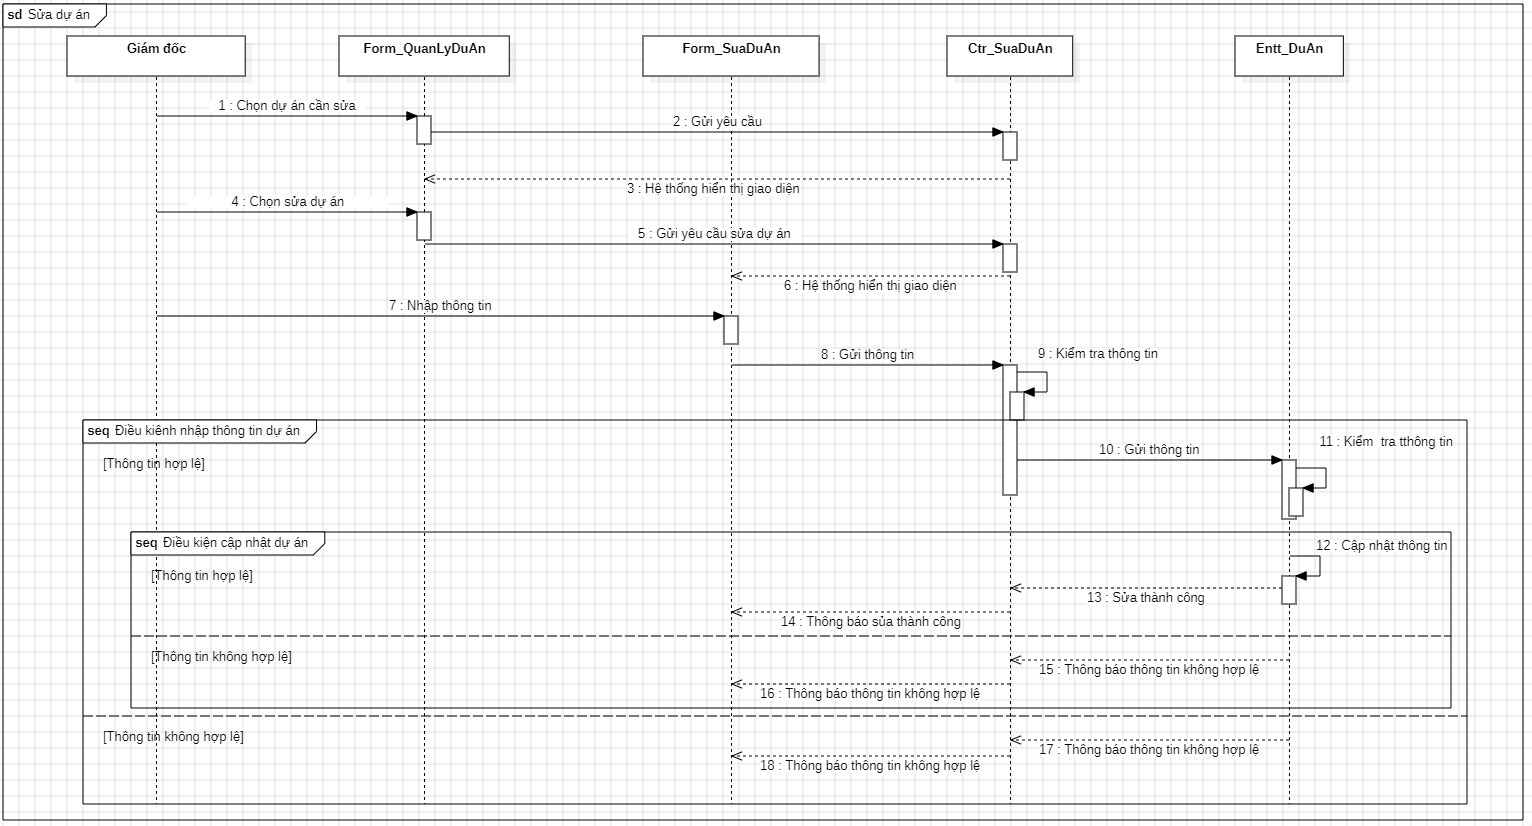 sd Sửa dự án
Giám đốc
Form_QuanLyDuAn
Form_SuaDuAn
Ctr_SuaDuAn
Entt_DuAn
1 : Chọn dự án cần sửa
2 : Gửi yêu cầu
3 : Hệ thống hiển thị giao diện
4 : Chọn sửa dự án
5 : Gửi yêu cầu sửa dự án
6 : Hệ thống hiển thị giao diện
7 : Nhập thông tin
8 : Gửi thông tin
9 : Kiểm tra thông tin
seq Điều kiênh nhập thông tin dự án
[Thông tin hợp lệ]
10 : Gửi thông tin
11 : Kiểm  tra tthông tin
seq Điều kiện cập nhật dự án
[Thông tin hợp lệ]
12 : Cập nhật thông tin
13 : Sửa thành công
14 : Thông báo sủa thành công
[Thông tin không hợp lệ]
15 : Thông báo thông tin không hợp lệ
16 : Thông báo thông tin không hợp lệ
[Thông tin không hợp lệ]
17 : Thông báo thông tin không hợp lệ
18 : Thông báo thông tin không hợp lệ